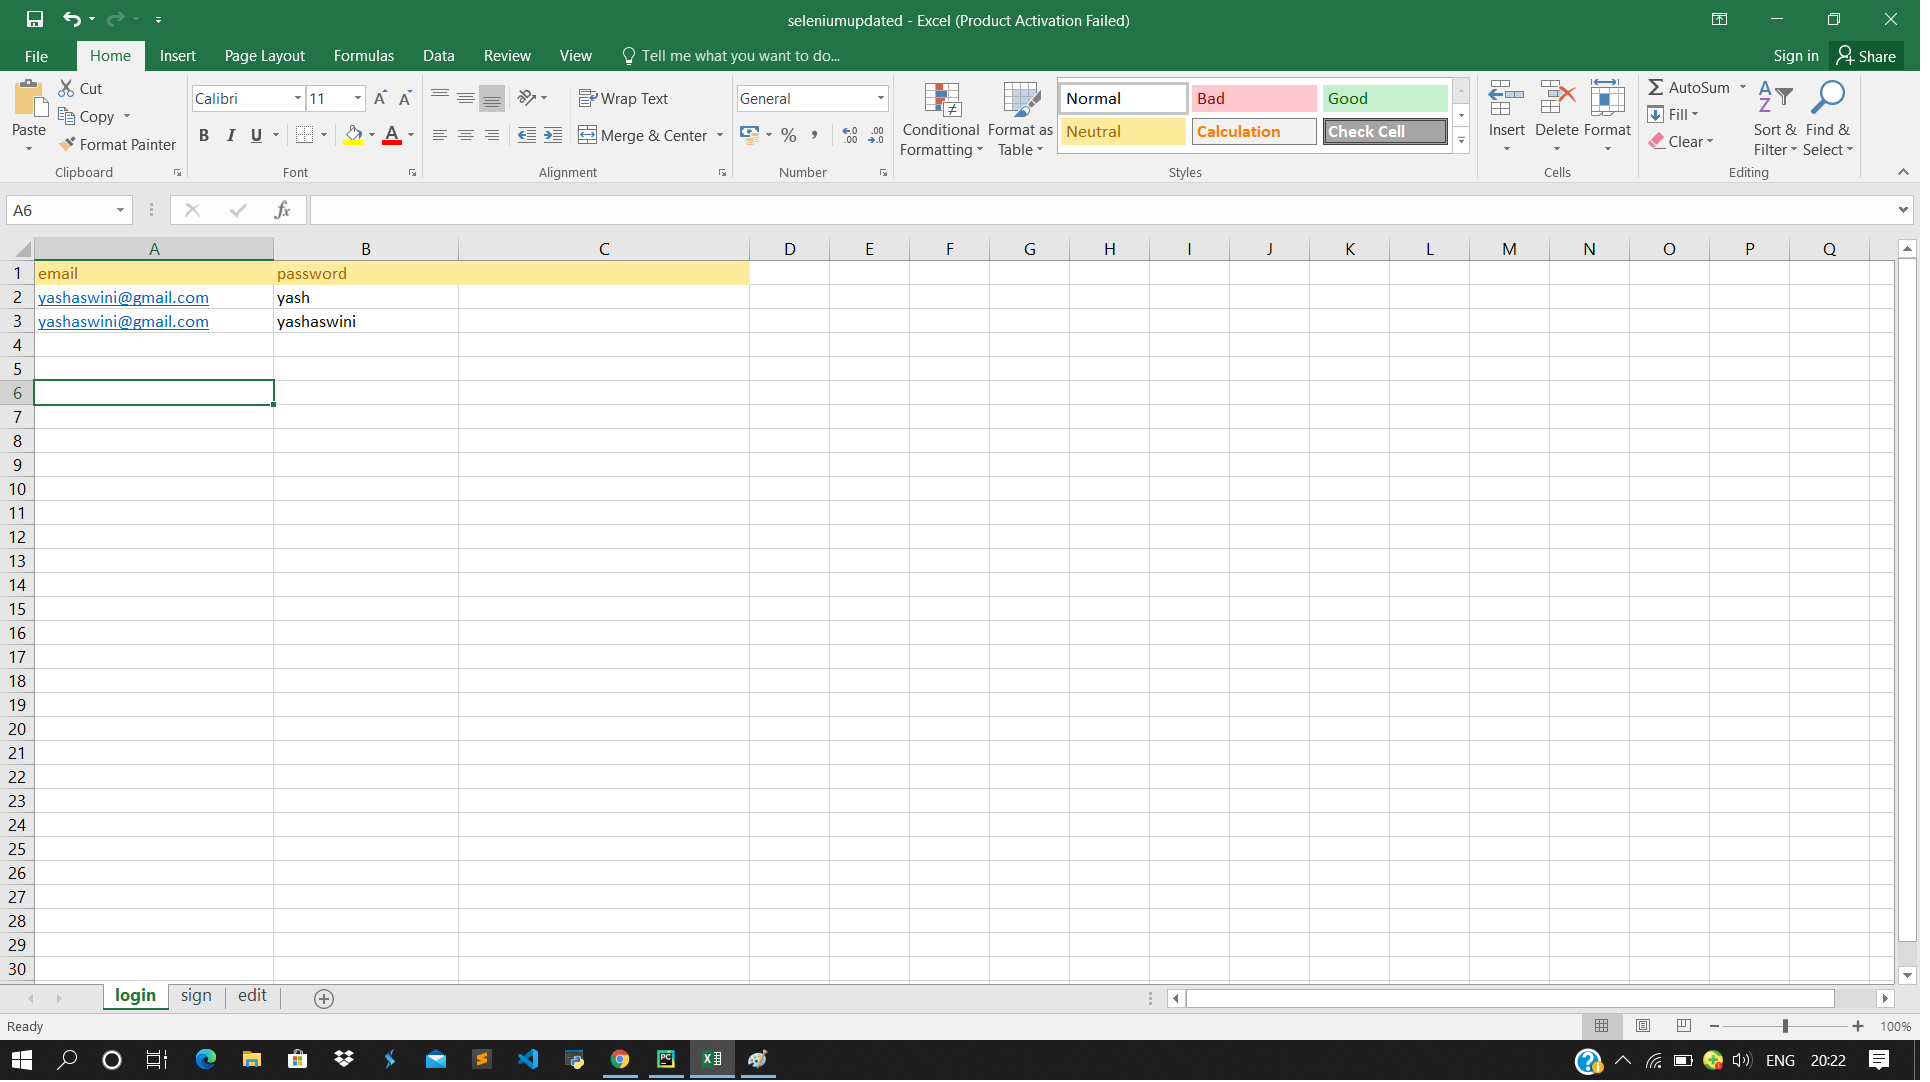 seleniumupdated - Excel (Product Activation Failed)
File Home Insert Page Layout Formulas Data Review View Tell me what you want to do... Sign in Share
Paste
Cut
Copy
Format Painter
Clipboard
Calibri 11
B I U A
Font
Wrap Text
Merge & Center
Alignment
General
% , .00 .00
Number
Conditional Formatting
Format as Table
Normal Bad Good
Neutral Calculation Check Cell
Styles
Insert Delete Format
Cells
AutoSum
Fill
Clear
Sort & Filter
Find & Select
Editing
A6 fx
A B C D E F G H I J K L M N O P Q
1 email password
2 yashaswini@gmail.com yash
3 yashaswini@gmail.com yashaswini
4
5
6
7
8
9
10
11
12
13
14
15
16
17
18
19
20
21
22
23
24
25
26
27
28
29
30
login sign edit
Ready 100%
ENG 20:22